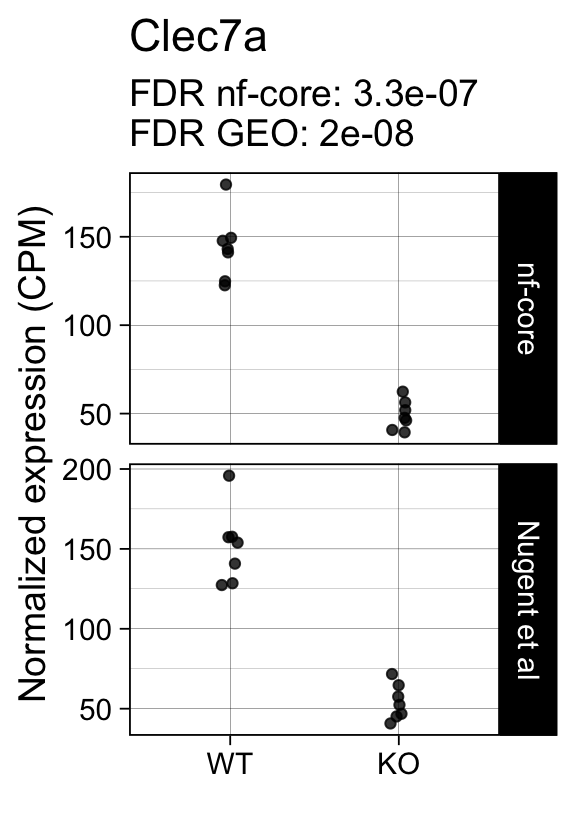 Clec7a
FDR nf-core: 3.3e-07
FDR GEO: 2e-08
Normalized expression (CPM)
150
100
50
nf-core
200
150
100
50
Nugent et al
WT
KO